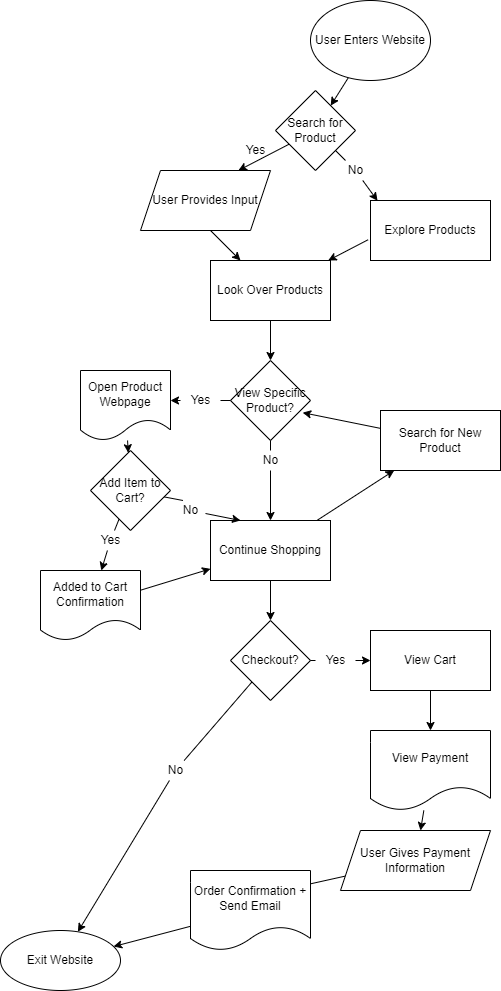 User Enters Website
Search for
Product
Yes
No
User Provides Input
Explore Products
Look Over Products
Open Product
Webpage
Yes
View Specific
Product?
Search for New
Product
No
Add Item to
Cart?
No
Yes
Continue Shopping
Added to Cart
Confirmation
Checkout?
Yes
View Cart
View Payment
No
User Gives Payment
Information
Order Confirmation +
Send Email
Exit Website